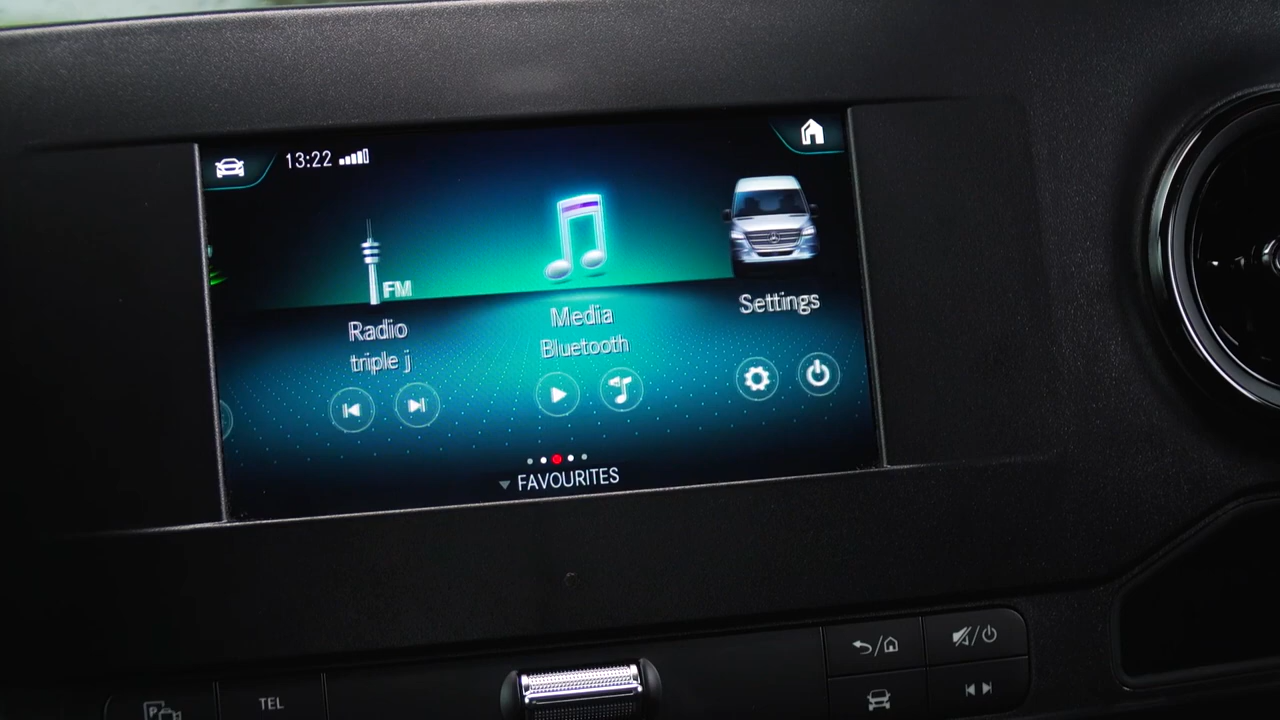 13:22
FM
Radio
triple j
Media
Bluetooth
Settings
FAVOURITES
P
TEL